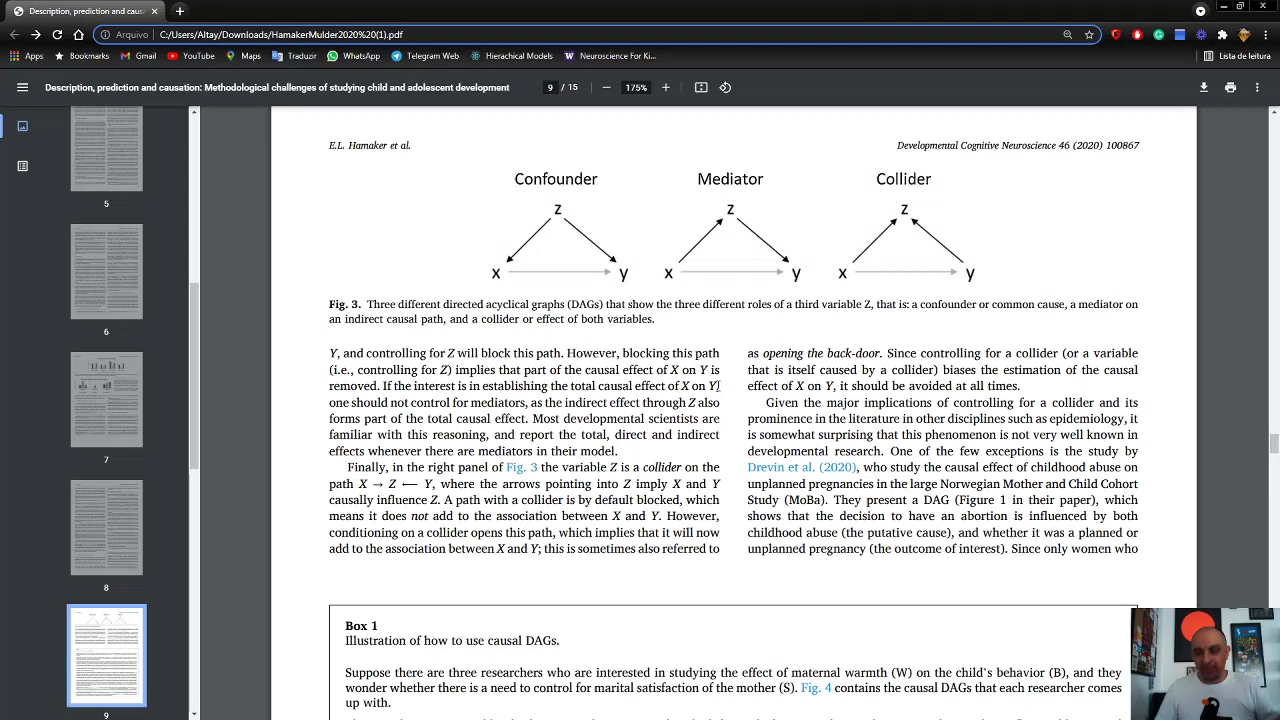 Description, prediction and cau
Arquivo C:/Users/Altay/Downloads/HamakerMulder2020%20(1).pdf
Apps Bookmarks Gmail YouTube Maps Traduzir WhatsApp Telegram Web Hierachical Models Neuroscience For Ki... Lista de leitura
Description, prediction and causation: Methodological challenges of studying child and adolescent development 9 / 15 175%
5
6
7
8
9
E.L. Hamaker et al. Developmental Cognitive Neuroscience 46 (2020) 100867
Confounder Mediator Collider
Z Z Z
X Y X Y X Y
Fig. 3. Three different directed acyclic graphs (DAGs) that show the three different roles of a third variable Z, that is: a confounder or common cause, a mediator on
an indirect causal path, and a collider or effect of both variables.
Y, and controlling for Z will block this path. However, blocking this path
(i.e., controlling for Z) implies that part of the causal effect of X on Y is
removed. If the interest is in establishing the total causal effect of X on Y,
one should not control for mediators, as the indirect effect through Z also
forms part of the total causal effect. Most developmental scientists are
familiar with this reasoning, and report the total, direct and indirect
effects whenever there are mediators in their model.
Finally, in the right panel of Fig. 3 the variable Z is a collider on the
path X → Z ⟵ Y, where the arrows pointing into Z imply X and Y
causally influence Z. A path with a collider is by default blocked, which
means it does not add to the association between X and Y. However,
conditioning on a collider opens the path, which implies that it will now
add to the association between X and Y; this is sometimes also referred to
as opening the back-door. Since controlling for a collider (or a variable
that is itself caused by a collider) biases the estimation of the causal
effect of X on Y, it should be avoided at all times.
Given the major implications of controlling for a collider and its
prominence in the literature in other disciplines such as epidemiology, it
is somewhat surprising that this phenomenon is not very well known in
developmental research. One of the few exceptions is the study by
Drevin et al. (2020), who study the causal effect of childhood abuse on
unplanned pregnancies in the large Norwegian Mother and Child Cohort
Study (MoBa). They present a DAG (Figure 1 in their paper), which
shows that the decision to have an abortion is influenced by both
childhood abuse (the putative cause), and whether it was a planned or
unplanned pregnancy (the outcome of interest). Since only women who
Box 1
Illustration of how to use causal
Suppose there are three researchers who are interested in studying the effect of maternal warmth (W) on the child's behavior (B), and they
consider whether there is a need to control for marital satisfaction of the mother (S). Fig. 4 contains the causal DAGs that each researcher comes
up with.